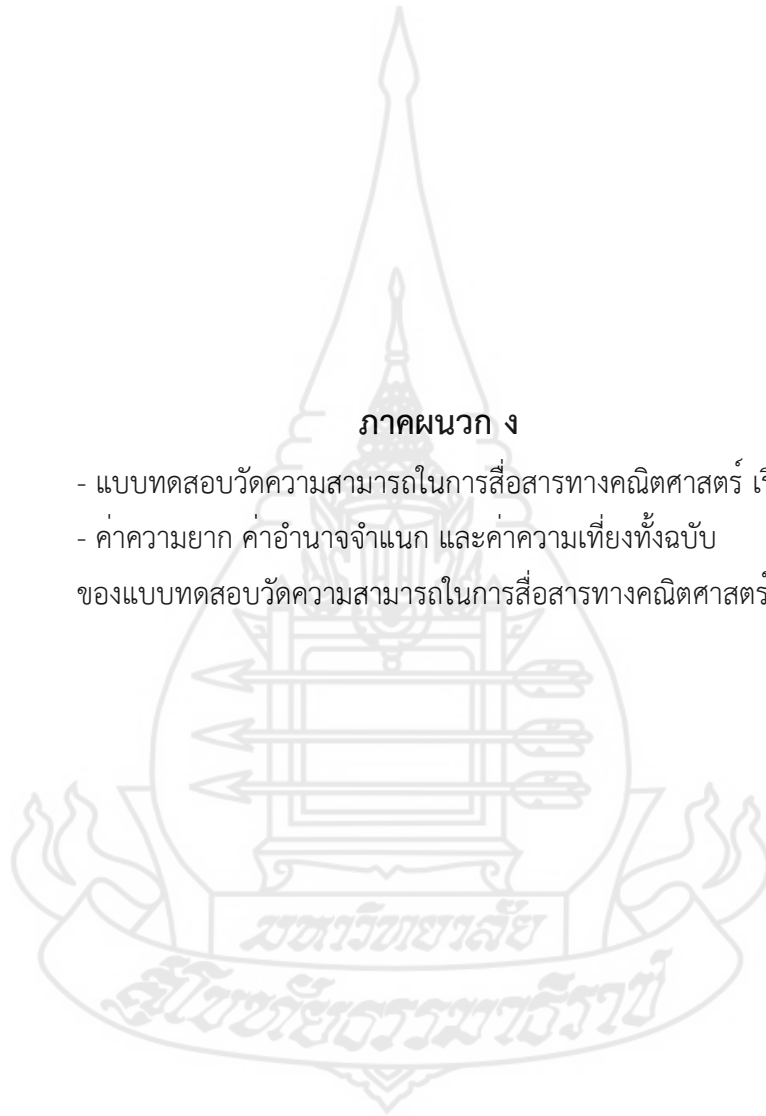 ภาคผนวก ง
- แบบทดสอบวัดความสามารถในการสื่อสารทางคณิตศาสตร์
- ค่าความยาก ค่าอำนาจจำแนก และค่าความเที่ยงทั้งฉบับ
ของแบบทดสอบวัดความสามารถในการสื่อสารทางคณิตศาสตร์
มหาวิทยาลัย
สุโขทัยธรรมาธิราช